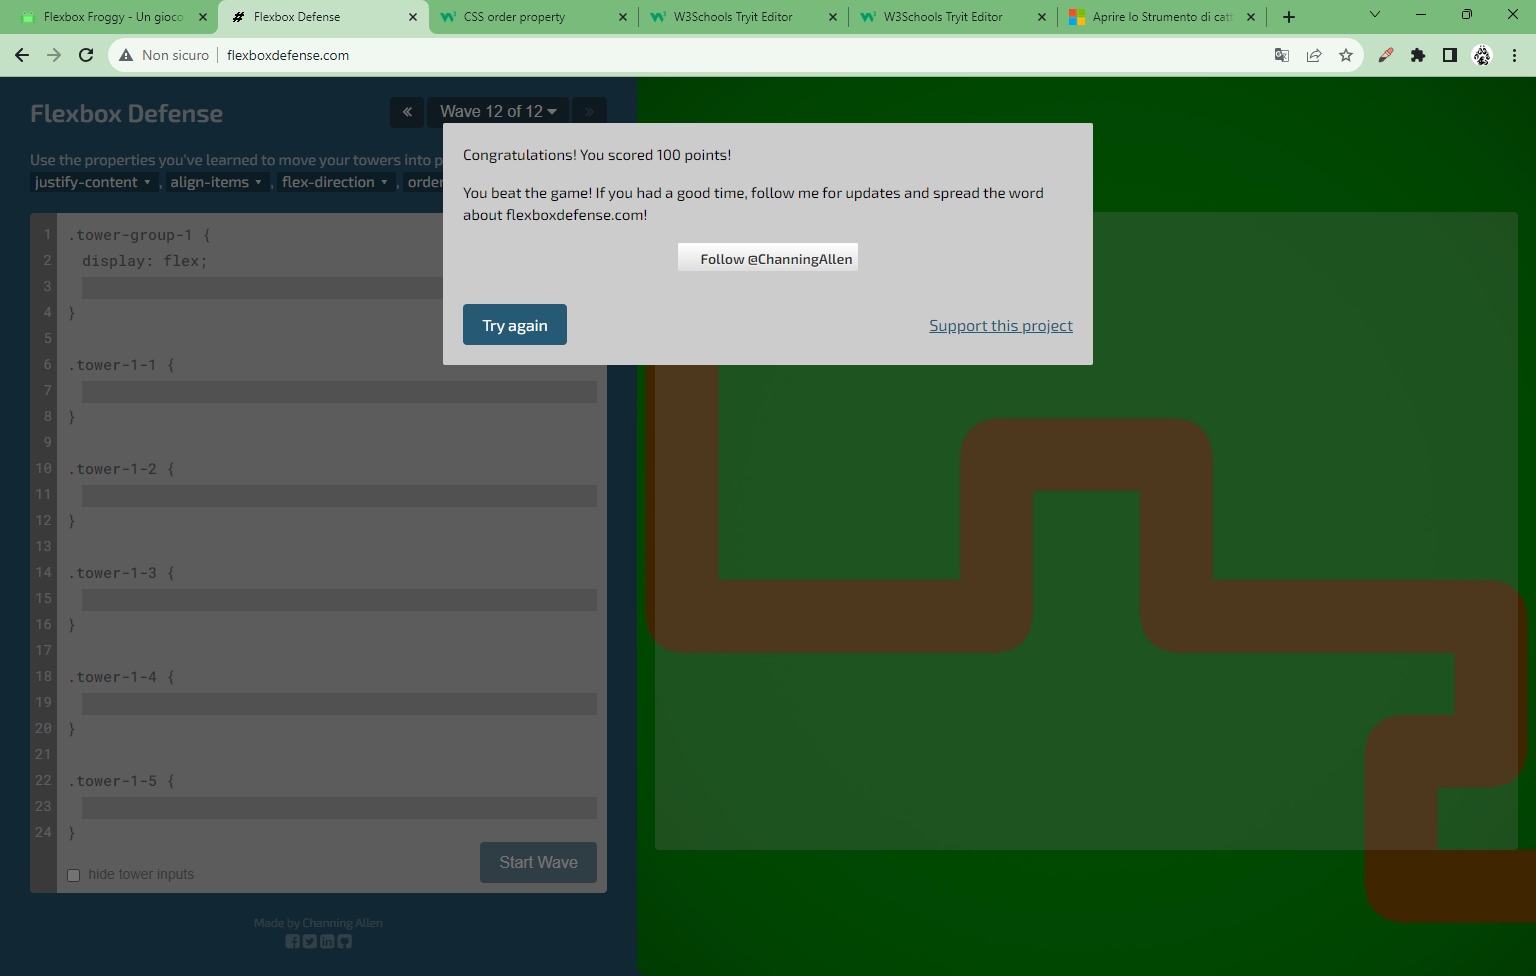 Flexbox Froggy - Un gioco
Flexbox Defense
CSS order property
W3Schools Tryit Editor
W3Schools Tryit Editor
Aprire lo Strumento di catt
Non sicuro
flexboxdefense.com
Flexbox Defense
« Wave 12 of 12 »
Use the properties you've learned to move your towers into p
justify-content , align-items , flex-direction , order
Congratulations! You scored 100 points!
You beat the game! If you had a good time, follow me for updates and spread the word
about flexboxdefense.com!
Follow @ChanningAllen
Try again
Support this project
1 .tower-group-1 {
2 display: flex;
3
4 }
5
6 .tower-1-1 {
7
8 }
9
10 .tower-1-2 {
11
12 }
13
14 .tower-1-3 {
15
16 }
17
18 .tower-1-4 {
19
20 }
21
22 .tower-1-5 {
23
24 }
hide tower inputs
Start Wave
Made by Channing Allen